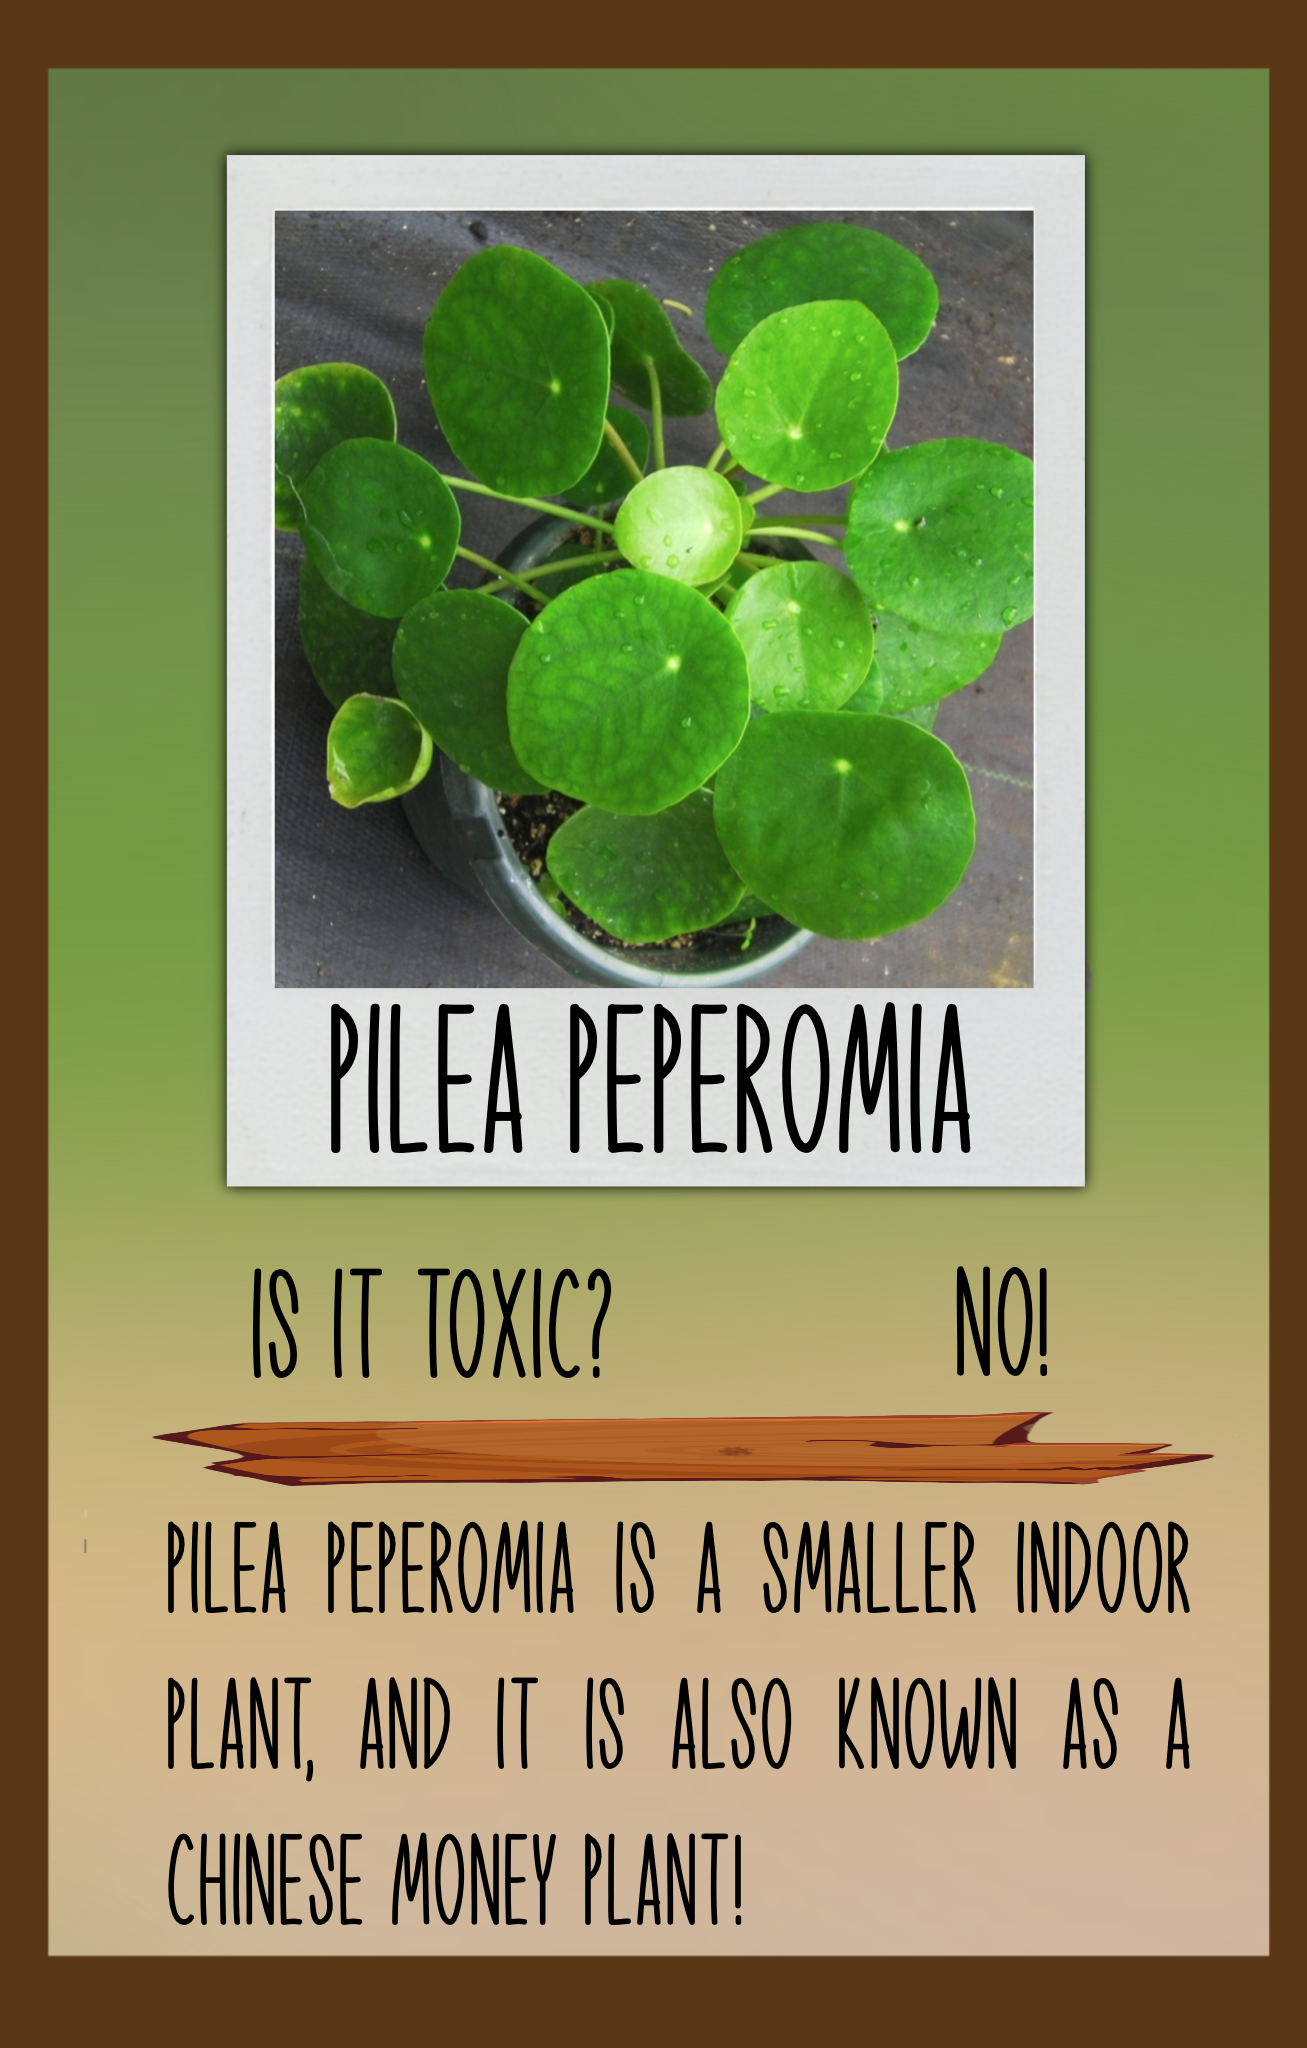 PILEA PEPEROMIA
IS IT TOXIC? NO!
PILEA PEPEROMIA IS A SMALLER INDOOR
PLANT, AND IT IS ALSO KNOWN AS A
CHINESE MONEY PLANT!